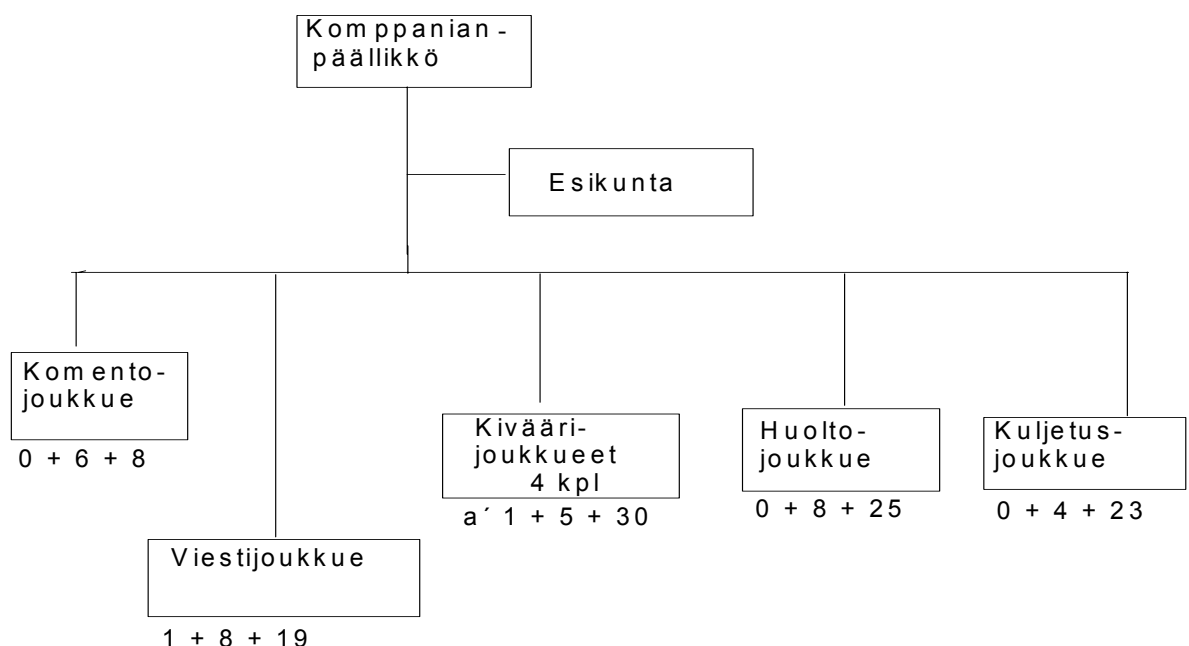 Komppanian-
päällikkö
Esikunta
Komento-
joukkue
0 + 6 + 8
Viestijoukkue
1 + 8 + 19
Kivääri-
joukkueet
4 kpl
a´ 1 + 5 + 30
Huolto-
joukkue
0 + 8 + 25
Kuljetus-
joukkue
0 + 4 + 23